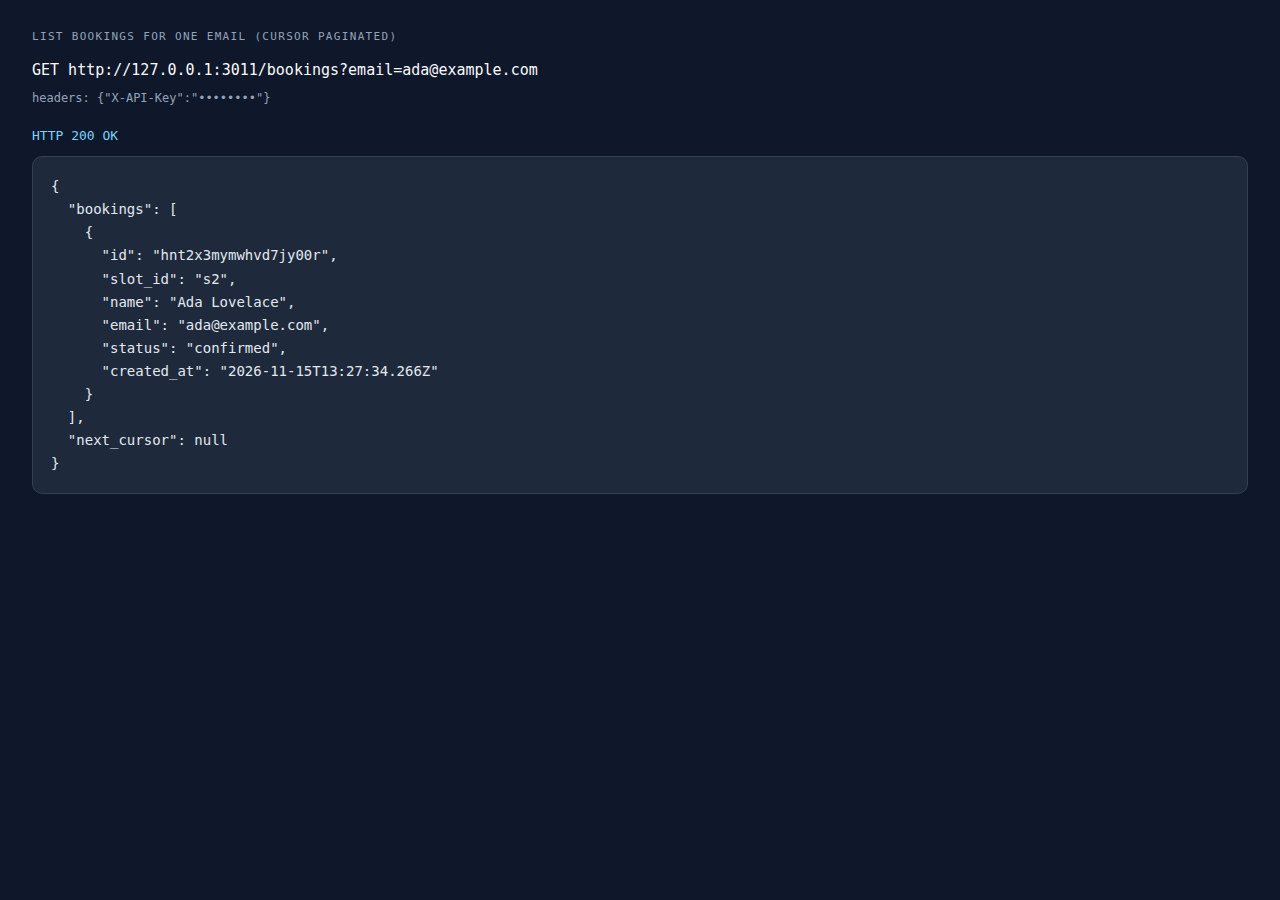 LIST BOOKINGS FOR ONE EMAIL (CURSOR PAGINATED)
GET http://127.0.0.1:3011/bookings?email=ada@example.com
headers: {"X-API-Key":"••••••••"}
HTTP 200 OK
{
  "bookings": [
    {
      "id": "hnt2x3mymwhvd7jy00r",
      "slot_id": "s2",
      "name": "Ada Lovelace",
      "email": "ada@example.com",
      "status": "confirmed",
      "created_at": "2026-11-15T13:27:34.266Z"
    }
  ],
  "next_cursor": null
}